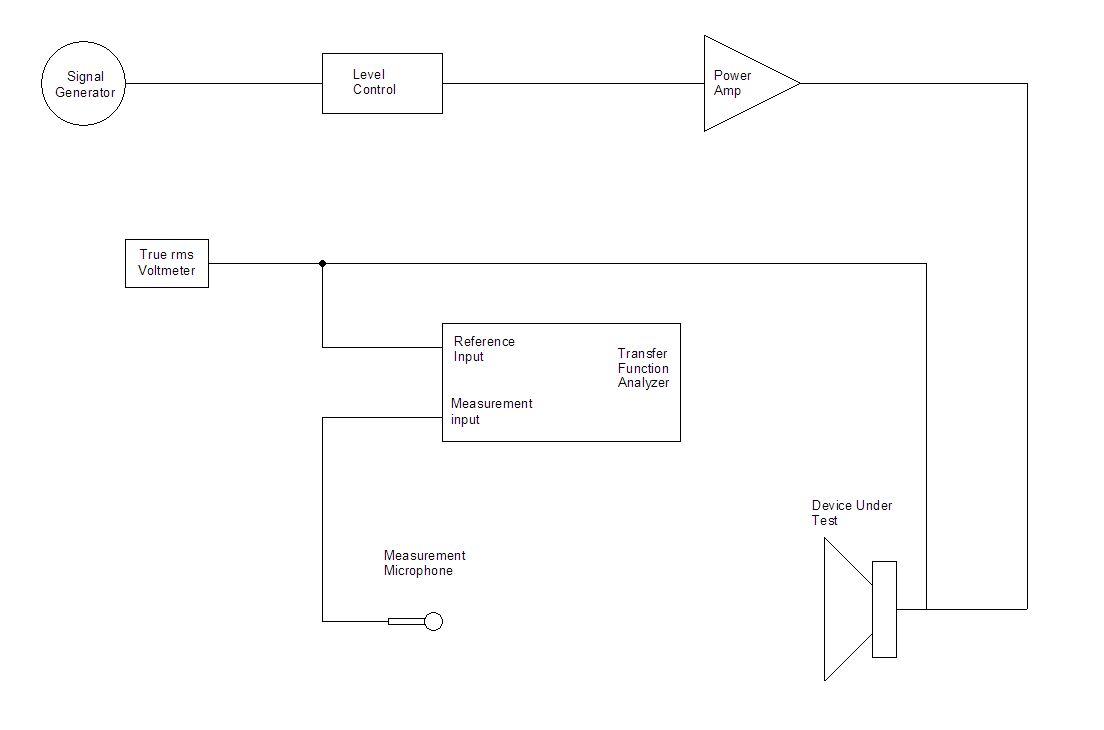 Signal
Generator
Level
Control
Power
Amp
True rms
Voltmeter
Reference
Input
Transfer
Function
Analyzer
Measurement
input
Device Under
Test
Measurement
Microphone